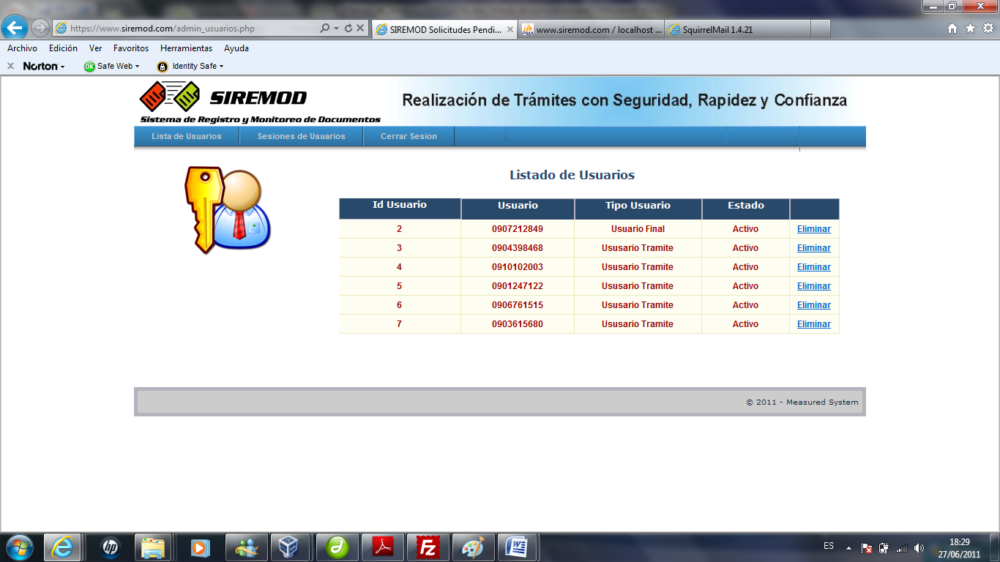 https://www.siremod.com/admin_usuarios.php
SIREMOD Solicitudes Pendi...
www.siremod.com / localhost ...
SquirrelMail 1.4.21
Archivo Edición Ver Favoritos Herramientas Ayuda
x Norton Safe Web Identity Safe
SIREMOD
Sistema de Registro y Monitoreo de Documentos
Realización de Trámites con Seguridad, Rapidez y Confianza
Lista de Usuarios Sesiones de Usuarios Cerrar Sesion
Listado de Usuarios
Id Usuario Usuario Tipo Usuario Estado
2 0907212849 Usuario Final Activo Eliminar
3 0904398468 Ususario Tramite Activo Eliminar
4 0910102003 Ususario Tramite Activo Eliminar
5 0901247122 Ususario Tramite Activo Eliminar
6 0906761515 Ususario Tramite Activo Eliminar
7 0903615680 Ususario Tramite Activo Eliminar
© 2011 - Measured System
ES
18:29
27/06/2011